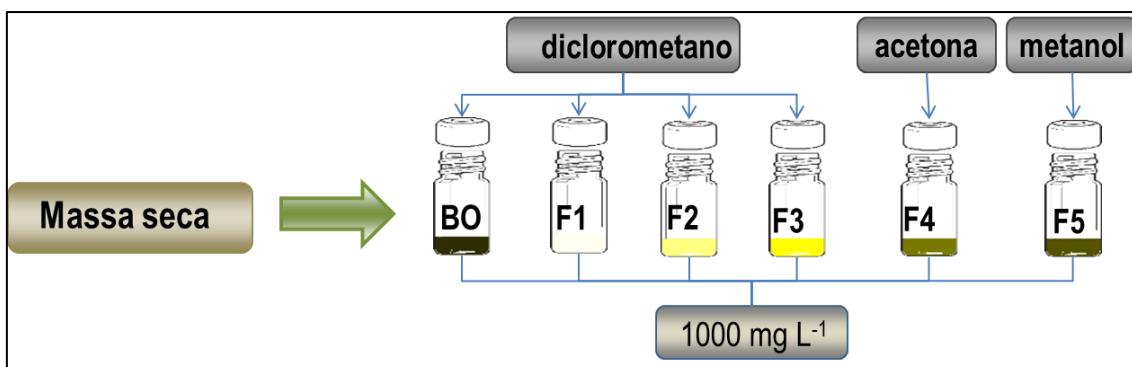 diclorometano
acetona
metanol
Massa seca
BO
F1
F2
F3
F4
F5
1000 mg L⁻¹